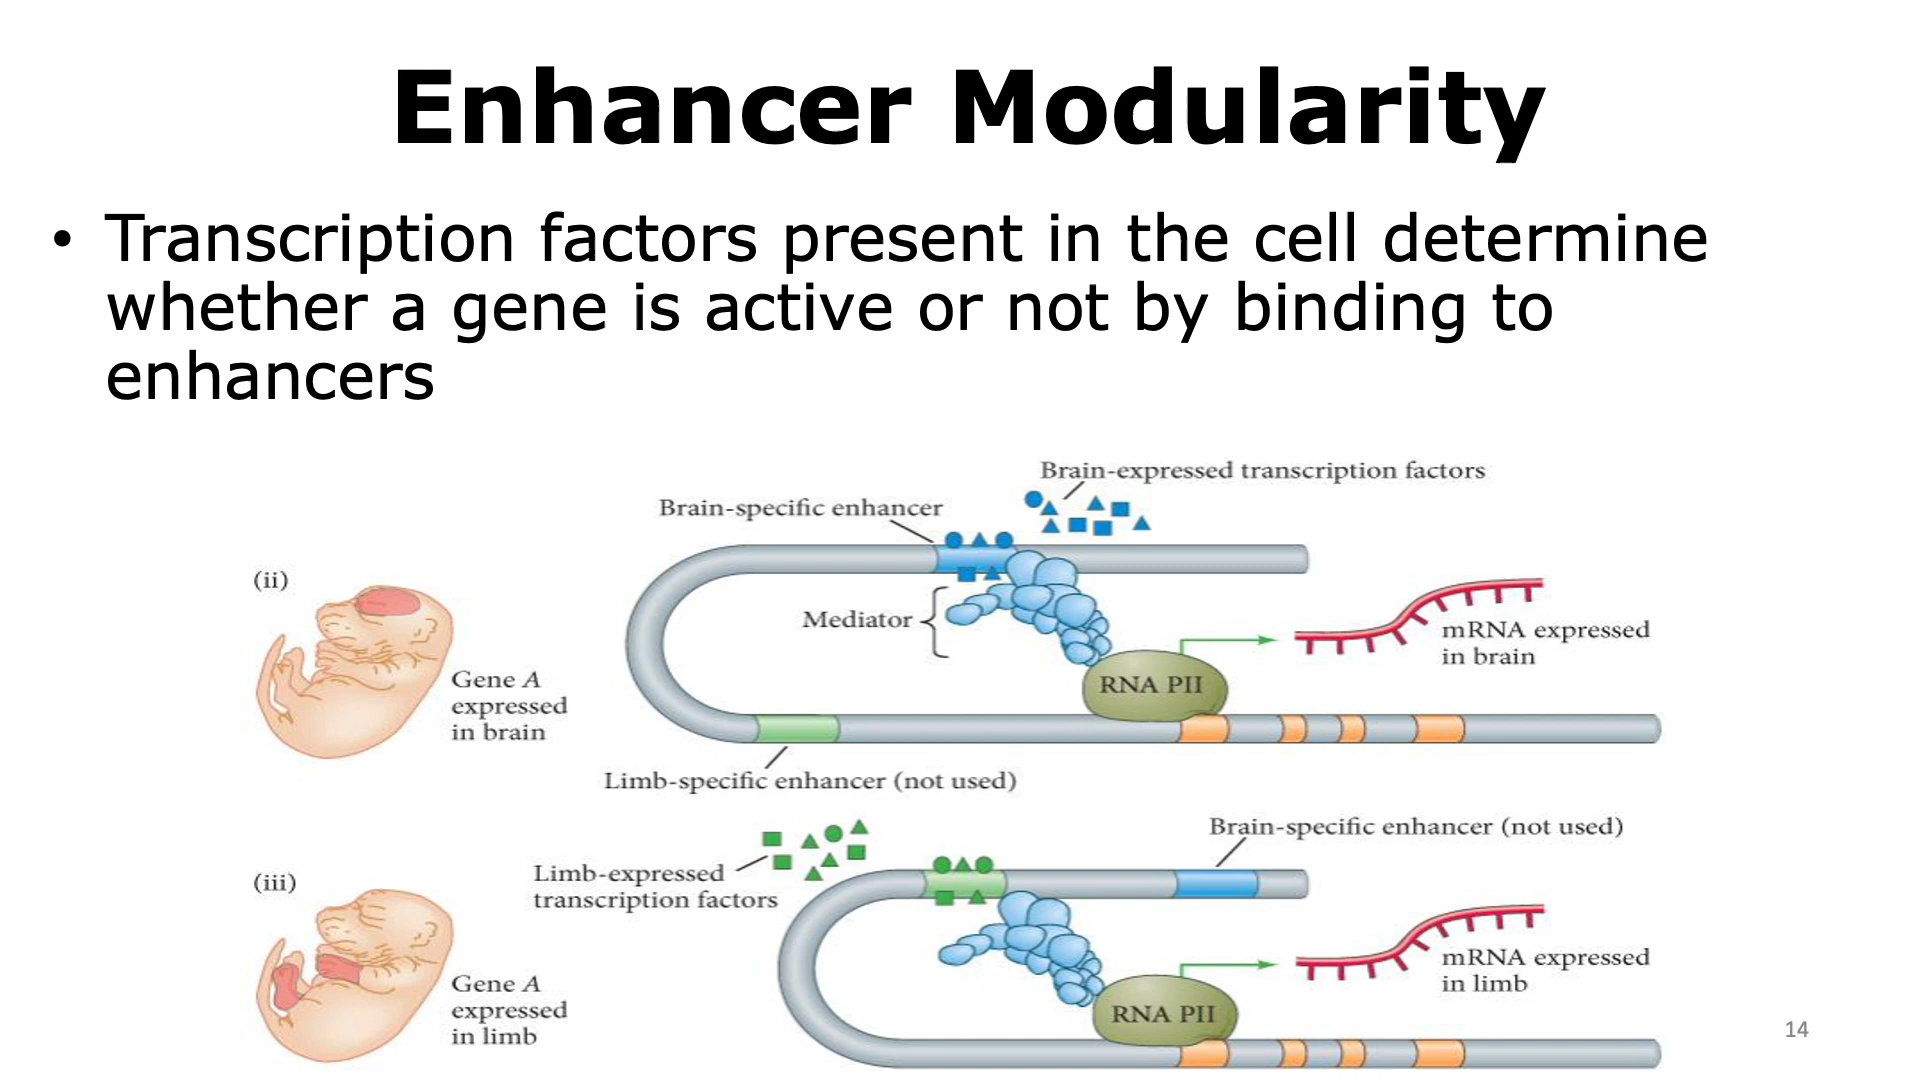 Enhancer Modularity
• Transcription factors present in the cell determine
whether a gene is active or not by binding to
enhancers
Brain-expressed transcription factors
Brain-specific enhancer
(ii)
Mediator
mRNA expressed
in brain
Gene A
expressed
in brain
RNA PII
Limb-specific enhancer (not used)
Brain-specific enhancer (not used)
Limb-expressed
transcription factors
(iii)
mRNA expressed
in limb
Gene A
expressed
in limb
RNA PII
14